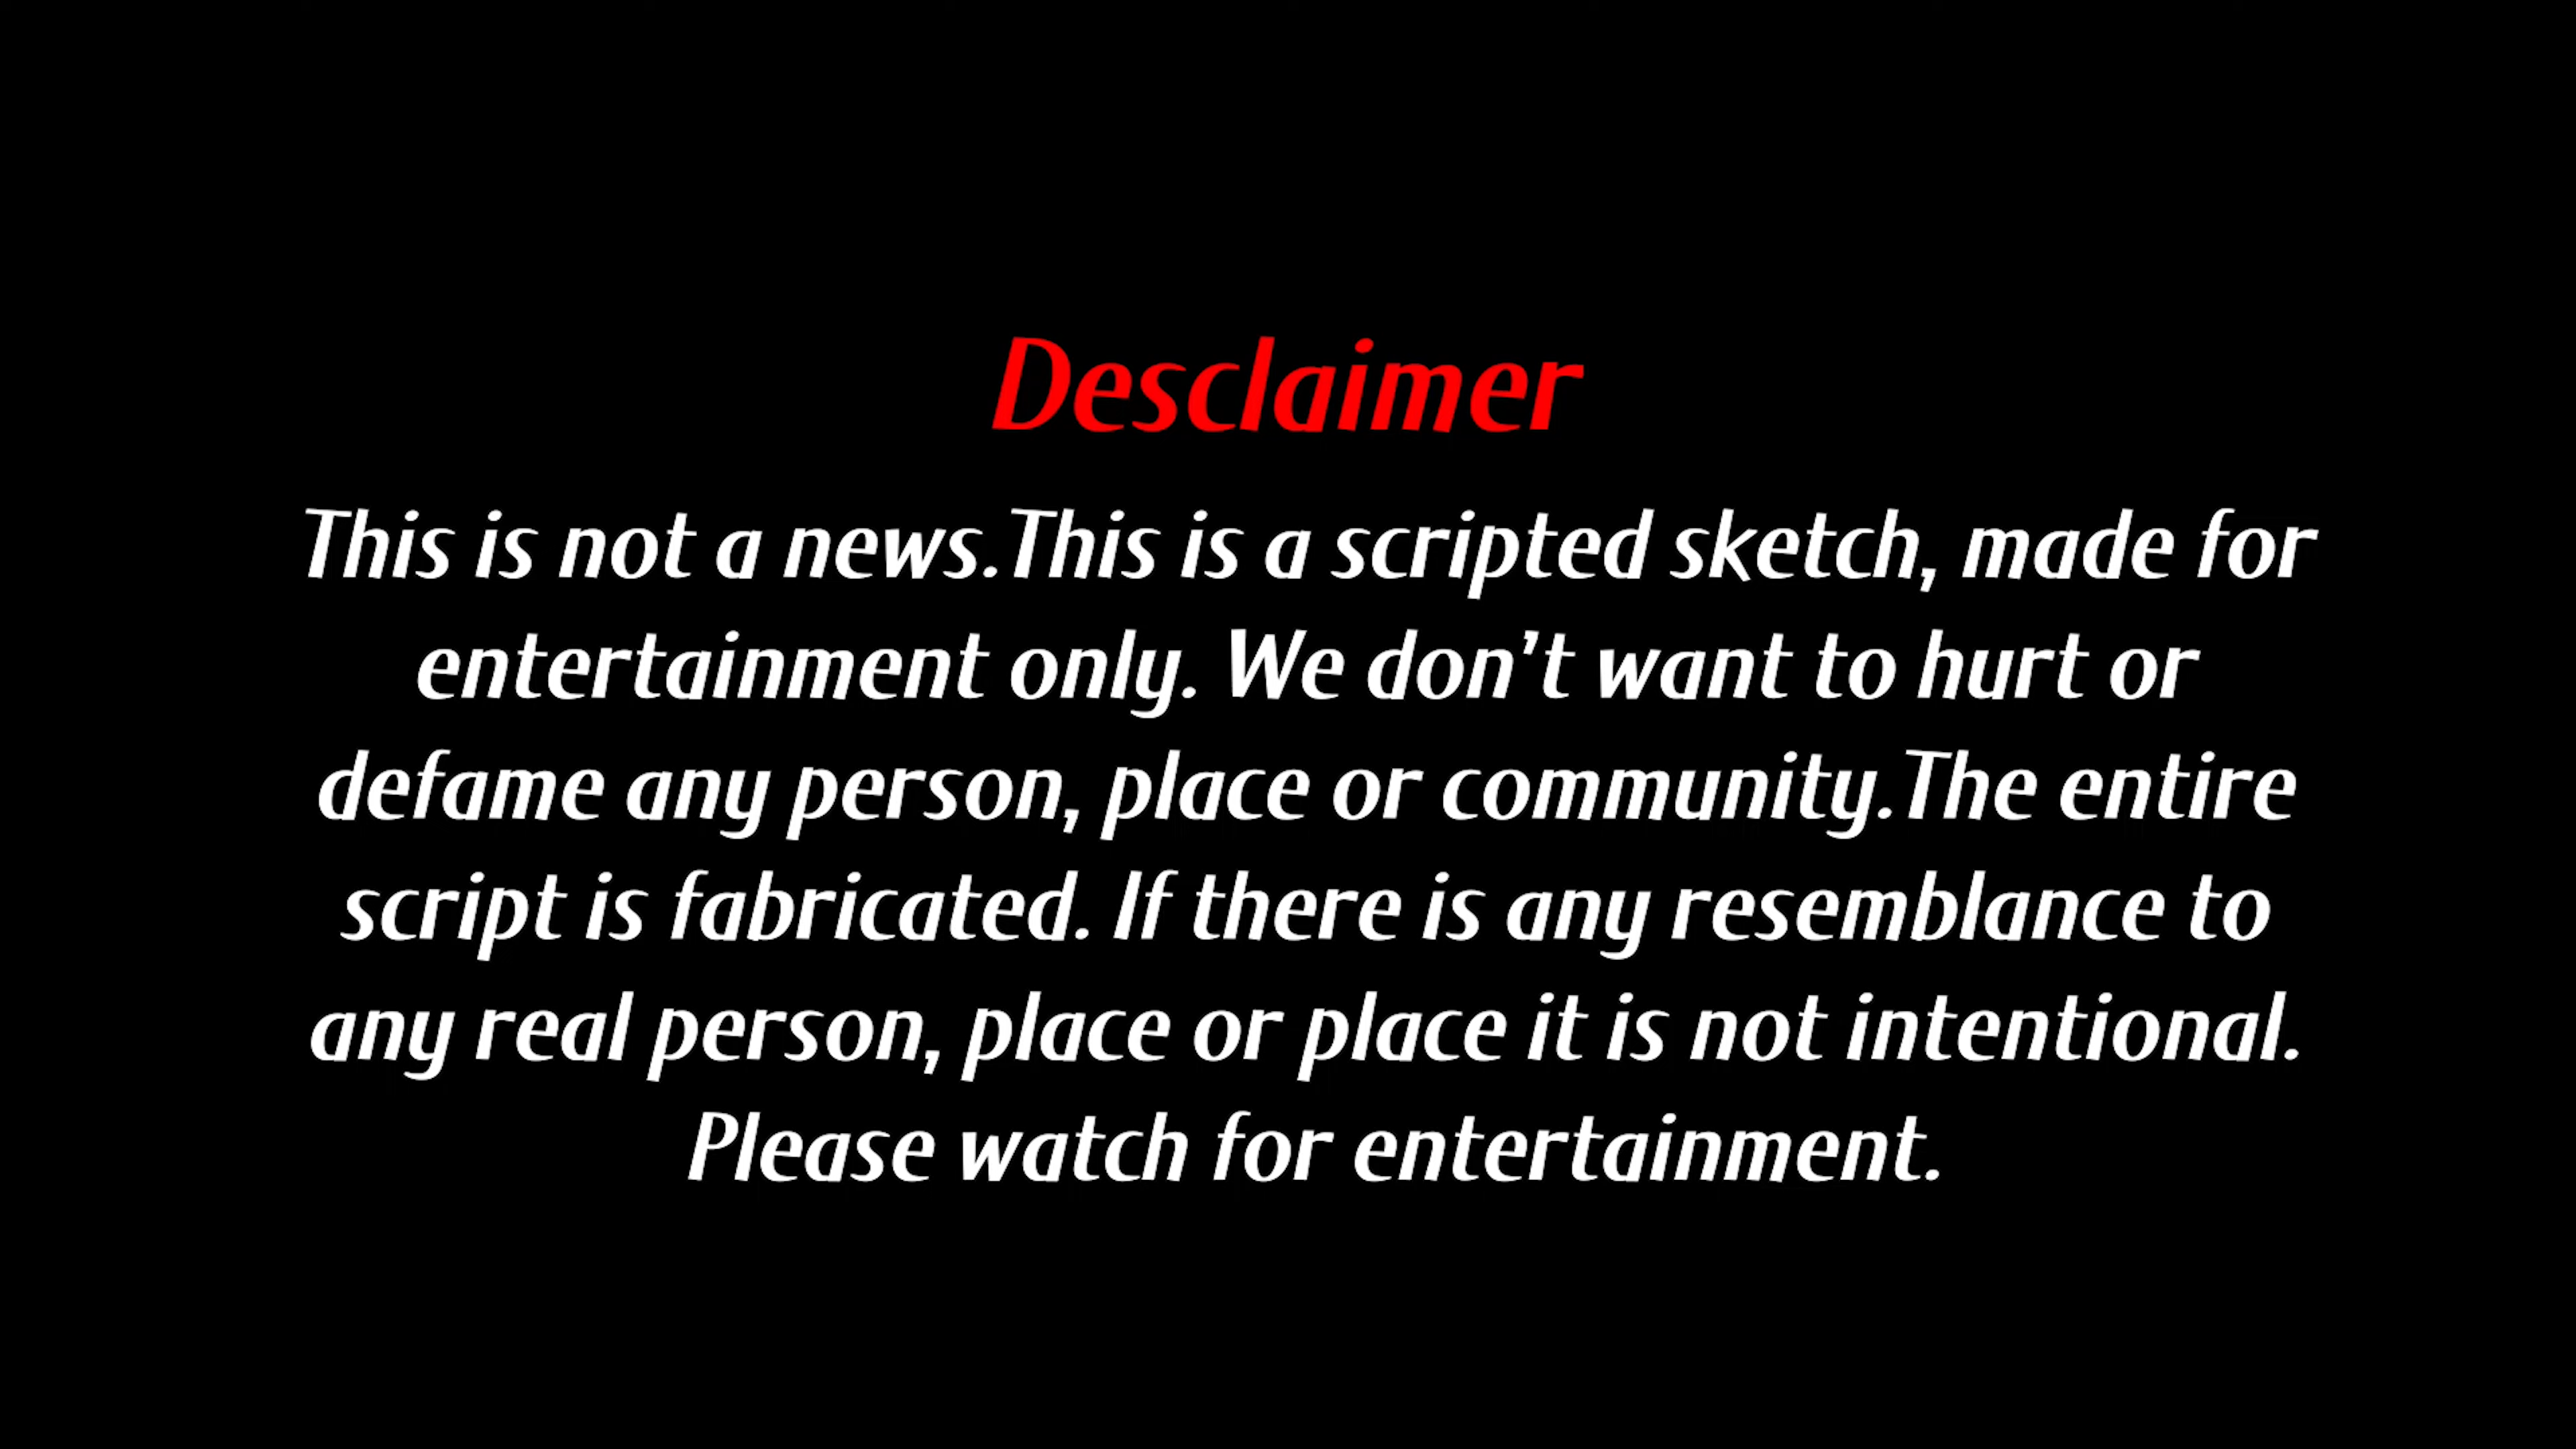 Desclaimer
This is not a news.This is a scripted sketch, made for
entertainment only. We don't want to hurt or
defame any person, place or community.The entire
script is fabricated. If there is any resemblance to
any real person, place or place it is not intentional.
Please watch for entertainment.